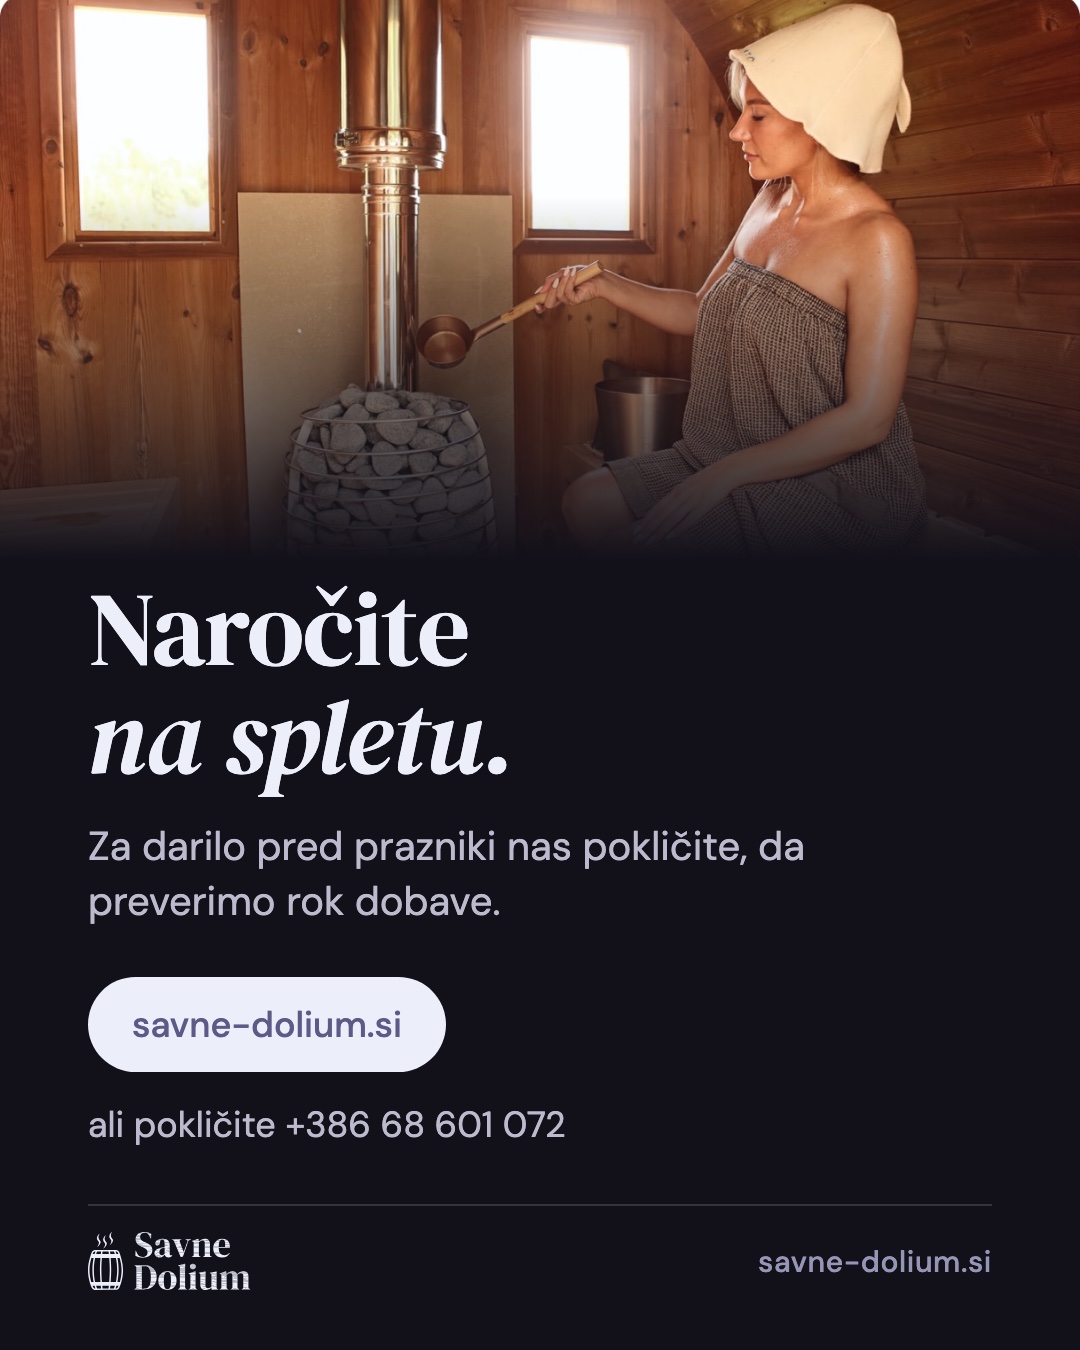 Naročite
na spletu.
Za darilo pred prazniki nas pokličite, da
preverimo rok dobave.
savne-dolium.si
ali pokličite +386 68 601 072
Savne
Dolium
savne-dolium.si